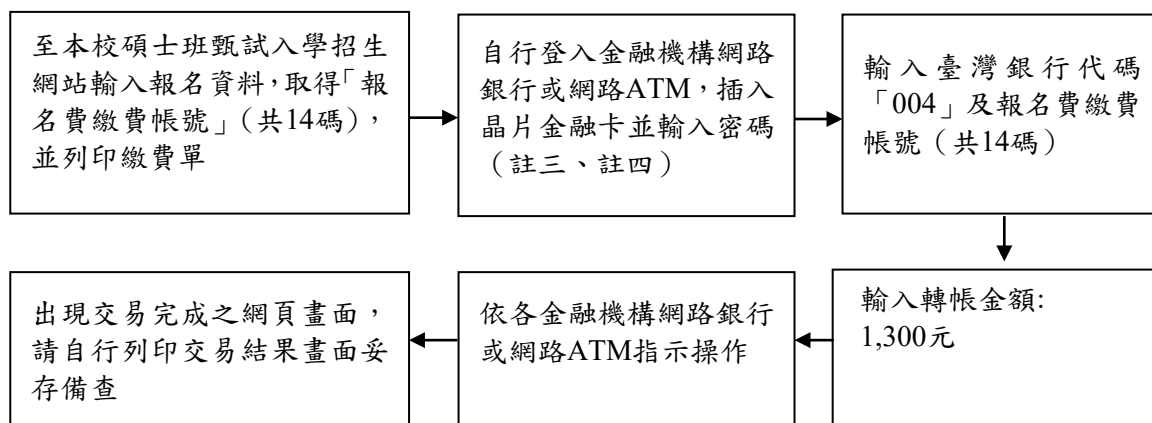 至本校碩士班甄試入學招生
網站輸入報名資料，取得「報
名費繳費帳號」（共14碼），
並列印繳費單
自行登入金融機構網路
銀行或網路ATM，插入
晶片金融卡並輸入密碼
（註三、註四）
輸入臺灣銀行代碼
「004」及報名費繳費
帳號（共14碼）
輸入轉帳金額:
1,300元
依各金融機構網路銀行
或網路ATM指示操作
出現交易完成之網頁畫面，
請自行列印交易結果畫面妥
存備查